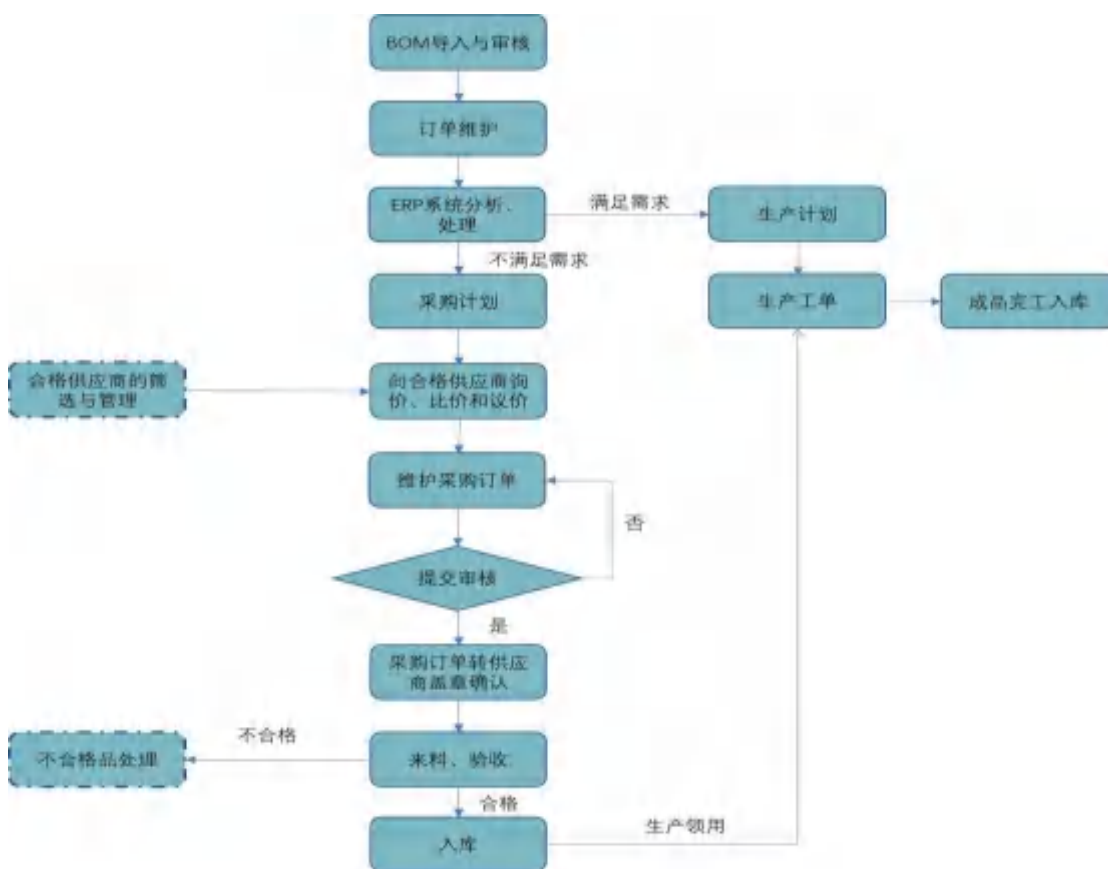 BOM导入与审核
订单维护
ERP系统分析、
处理
满足需求
生产计划
不满足需求
采购计划
生产工单
成品完工入库
合格供应商的筛
选与管理
向合格供应商询
价、比价和议价
维护采购订单
否
提交审核
是
采购订单转供应
商盖章确认
不合格
不合格品处理
来料、验收
合格
入库
生产领用